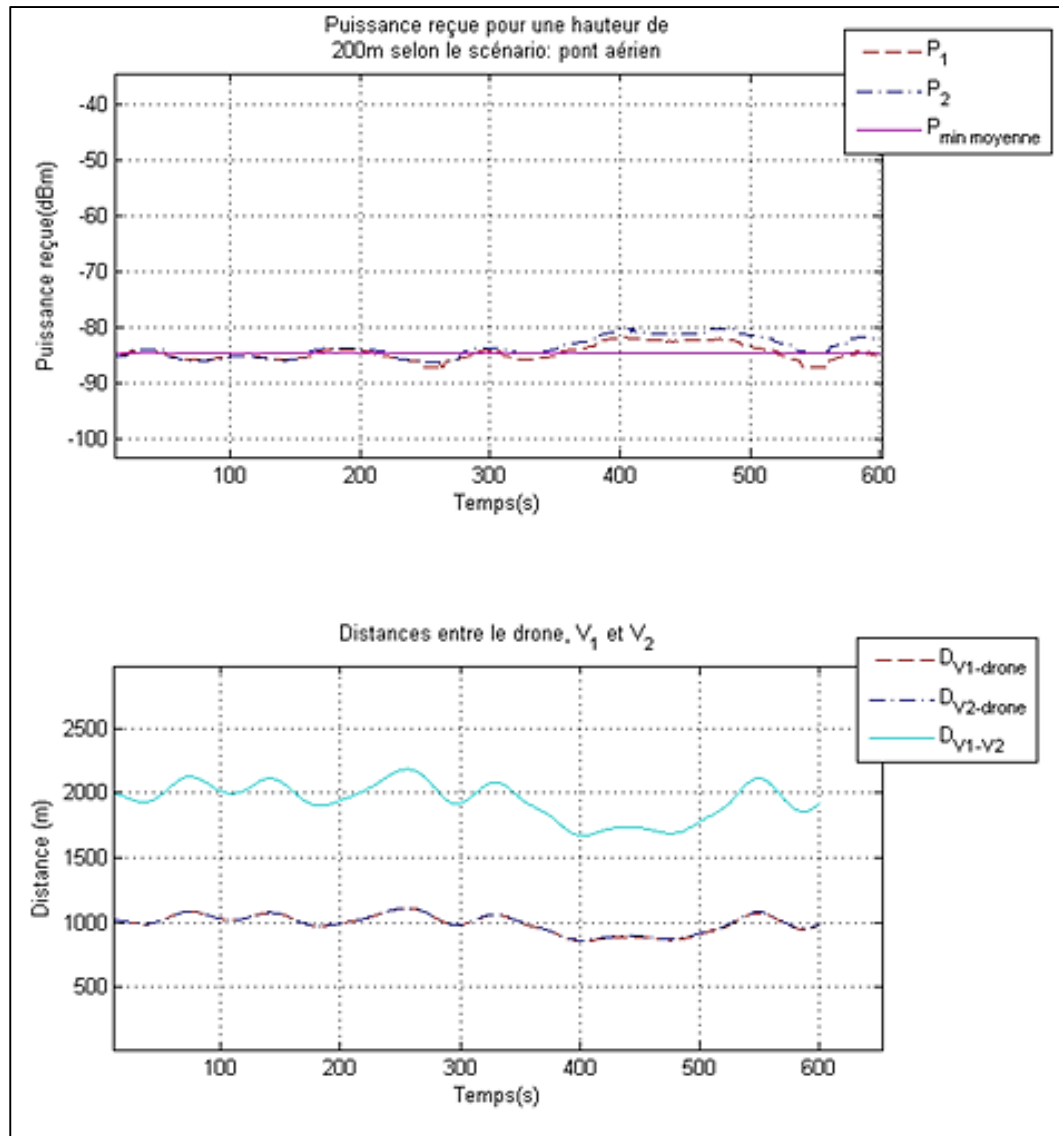 Puissance reçue pour une hauteur de
200m selon le scénario: pont aérien
P1
P2
Pmin moyenne
Puissance reçue(dBm)
-40
-50
-60
-70
-80
-90
-100
100 200 300 400 500 600
Temps(s)
Distances entre le drone, V1 et V2
DV1-drone
DV2-drone
DV1-V2
Distance (m)
2500
2000
1500
1000
500
100 200 300 400 500 600
Temps(s)